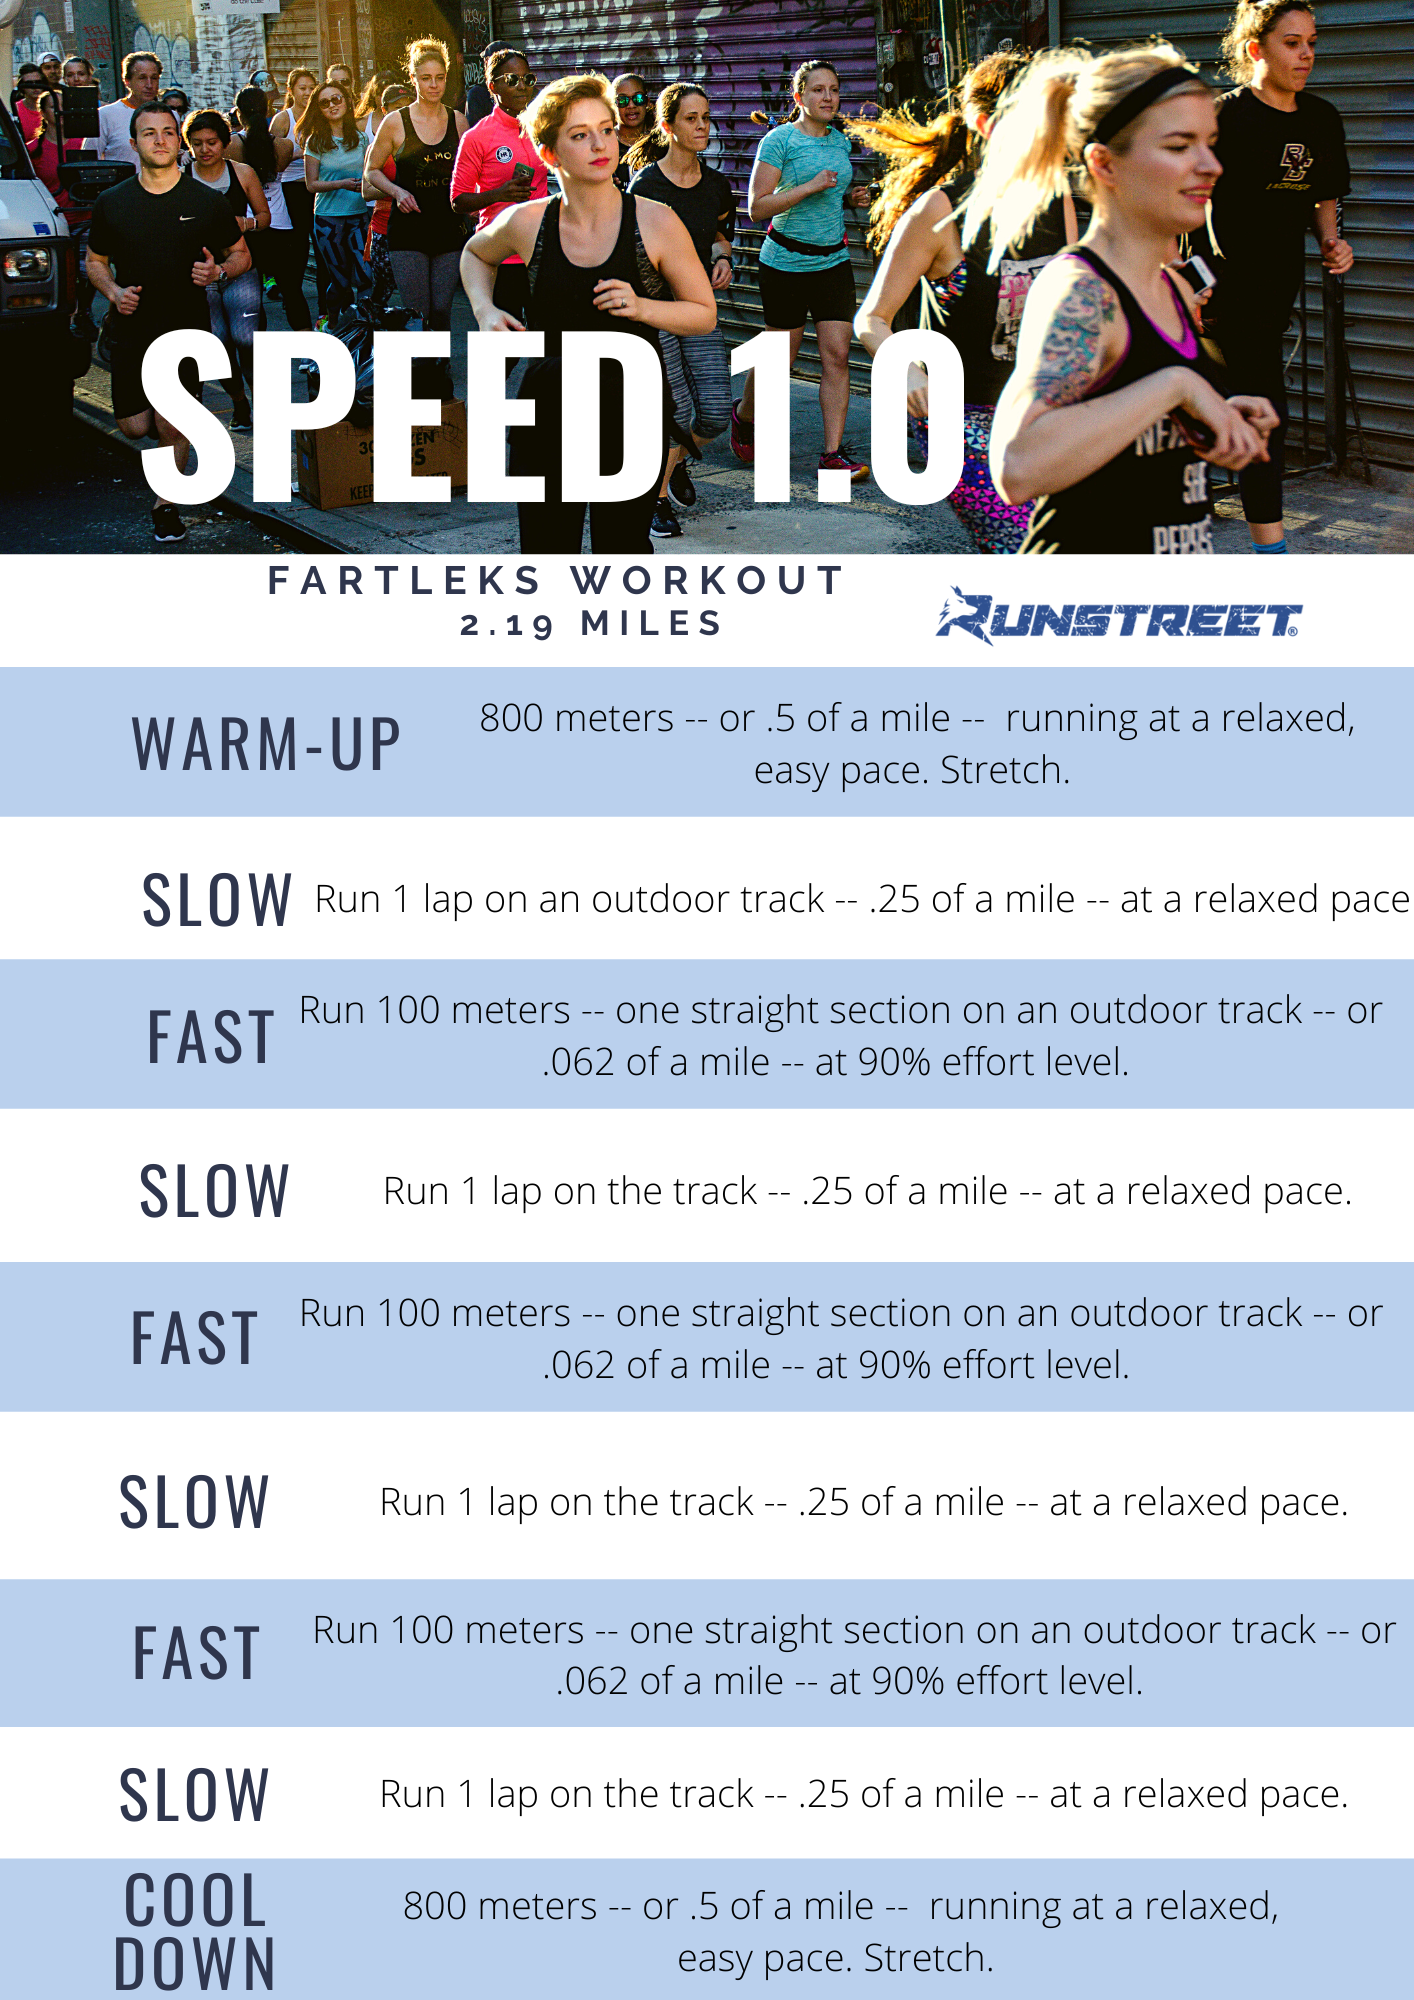 SPEED 1.0
FARTLEKS WORKOUT
2.19 MILES
RUNSTREET®
WARM-UP
800 meters -- or .5 of a mile -- running at a relaxed,
easy pace. Stretch.
SLOW
Run 1 lap on an outdoor track -- .25 of a mile -- at a relaxed pace
FAST
Run 100 meters -- one straight section on an outdoor track -- or
.062 of a mile -- at 90% effort level.
SLOW
Run 1 lap on the track -- .25 of a mile -- at a relaxed pace.
FAST
Run 100 meters -- one straight section on an outdoor track -- or
.062 of a mile -- at 90% effort level.
SLOW
Run 1 lap on the track -- .25 of a mile -- at a relaxed pace.
FAST
Run 100 meters -- one straight section on an outdoor track -- or
.062 of a mile -- at 90% effort level.
SLOW
Run 1 lap on the track -- .25 of a mile -- at a relaxed pace.
COOL
DOWN
800 meters -- or .5 of a mile -- running at a relaxed,
easy pace. Stretch.